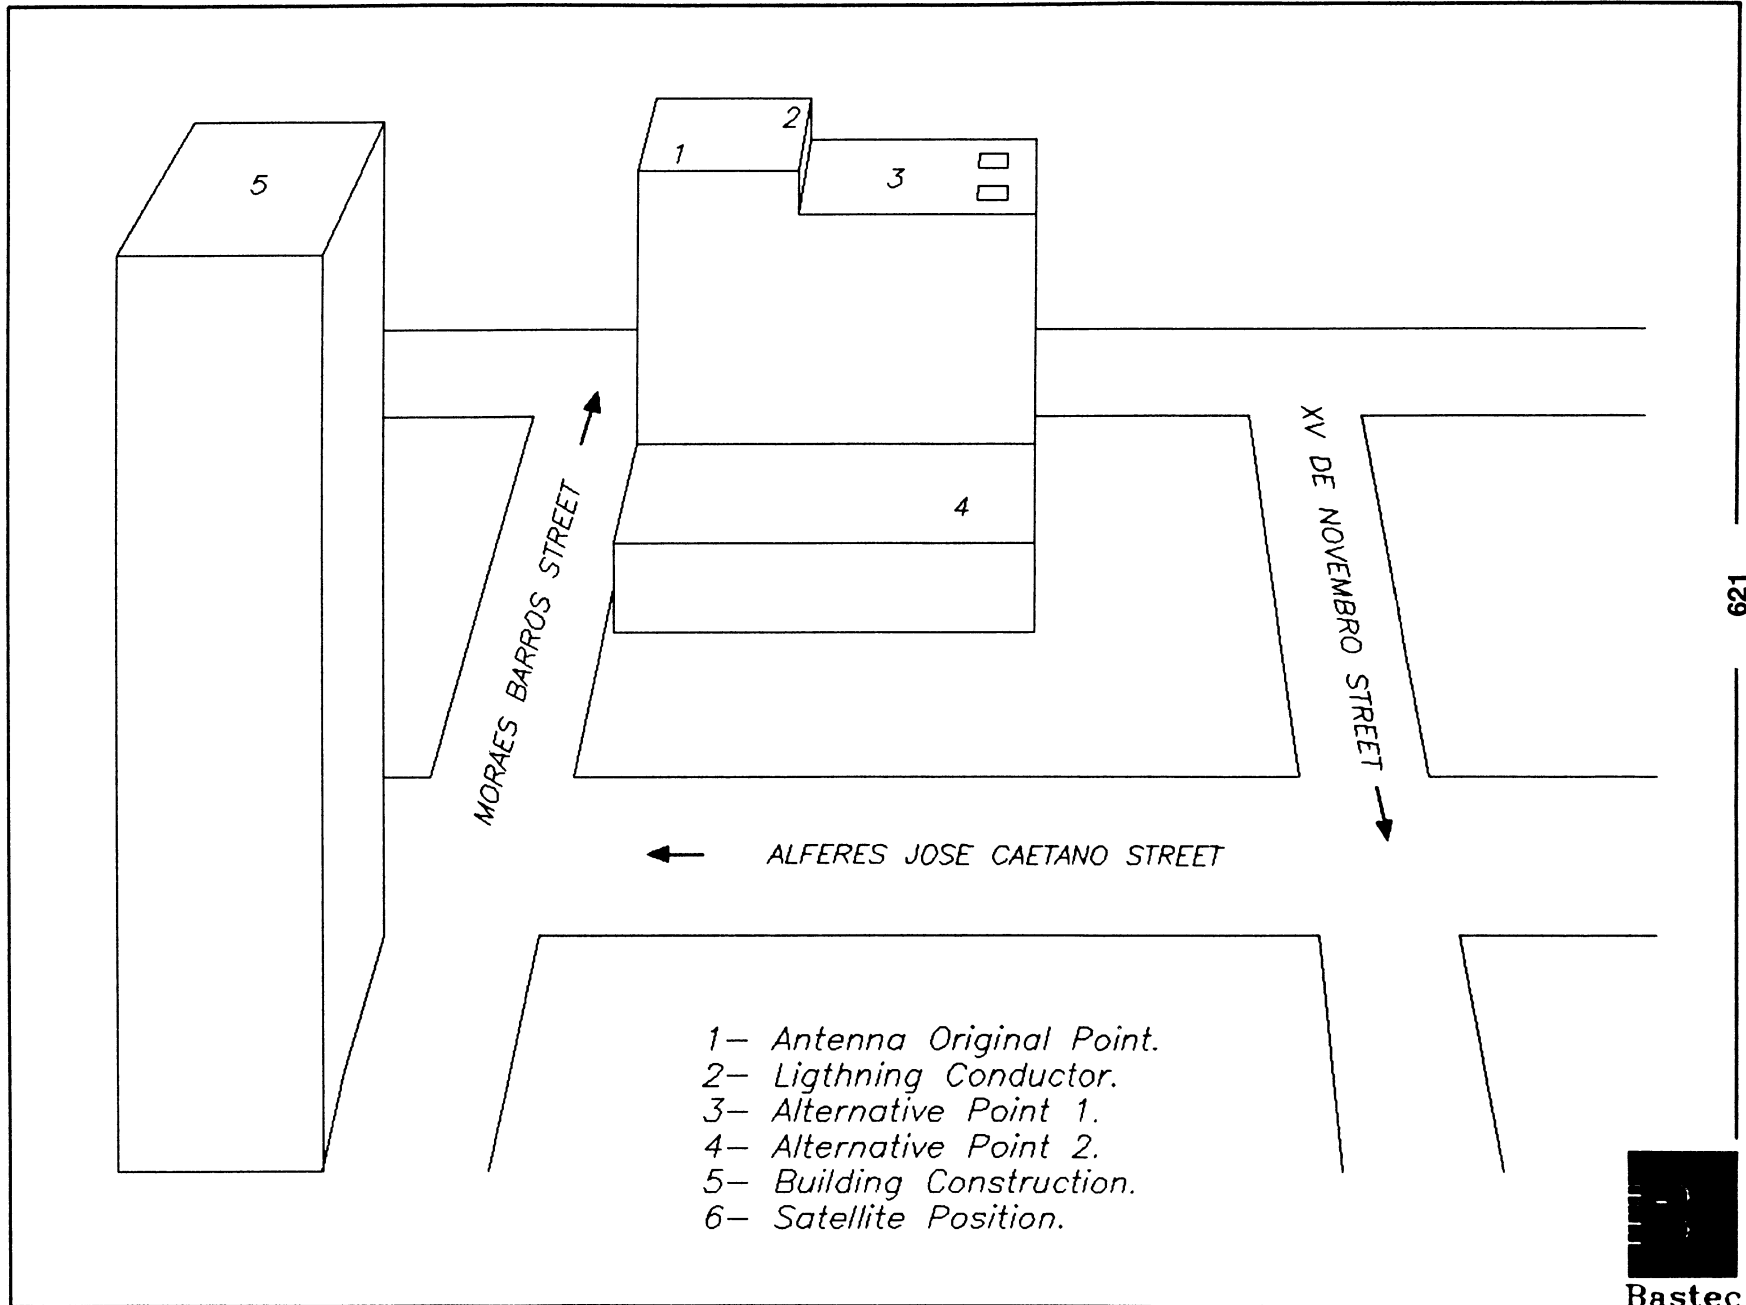 2
1
3
5
4
MORAES BARROS STREET
XV DE NOVEMBRO STREET
ALFERES JOSE CAETANO STREET
621
1- Antenna Original Point.
2- Ligthning Conductor.
3- Alternative Point 1.
4- Alternative Point 2.
5- Building Construction.
6- Satellite Position.
Bastec